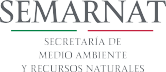 SEMARNAT
SECRETARÍA DE
MEDIO AMBIENTE
Y RECURSOS NATURALES